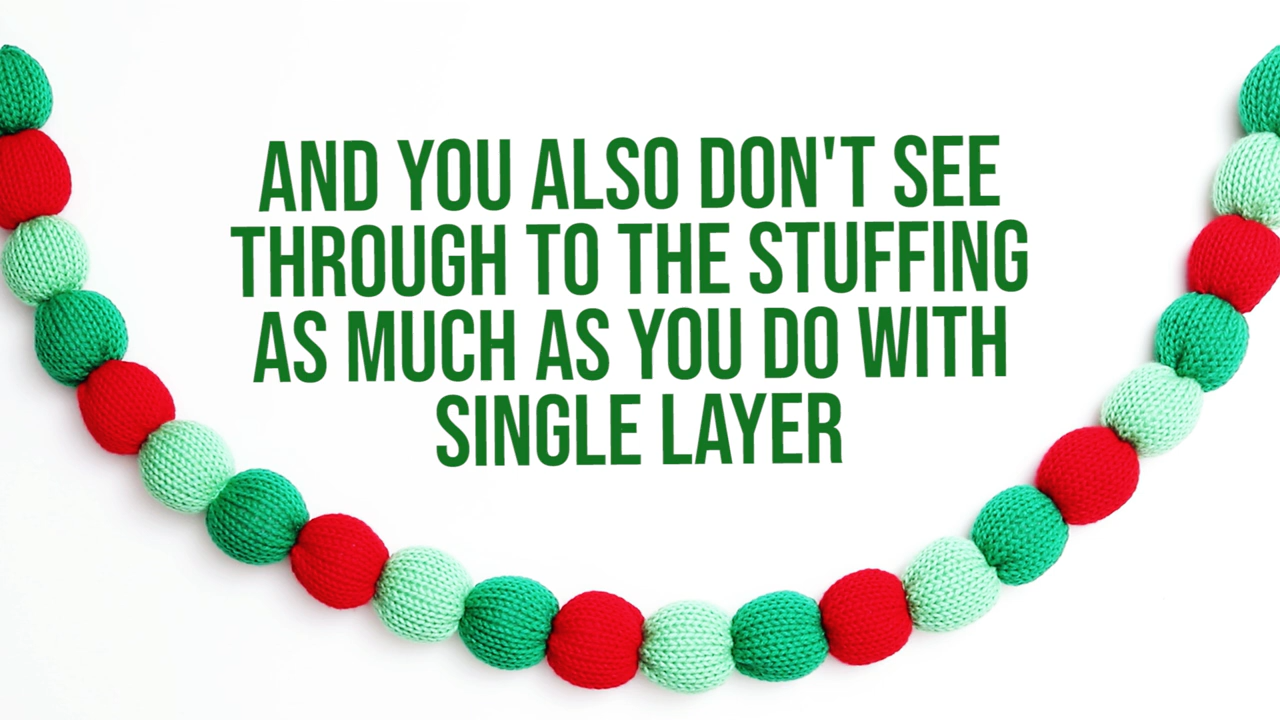 AND YOU ALSO DON'T SEE
THROUGH TO THE STUFFING
AS MUCH AS YOU DO WITH
SINGLE LAYER